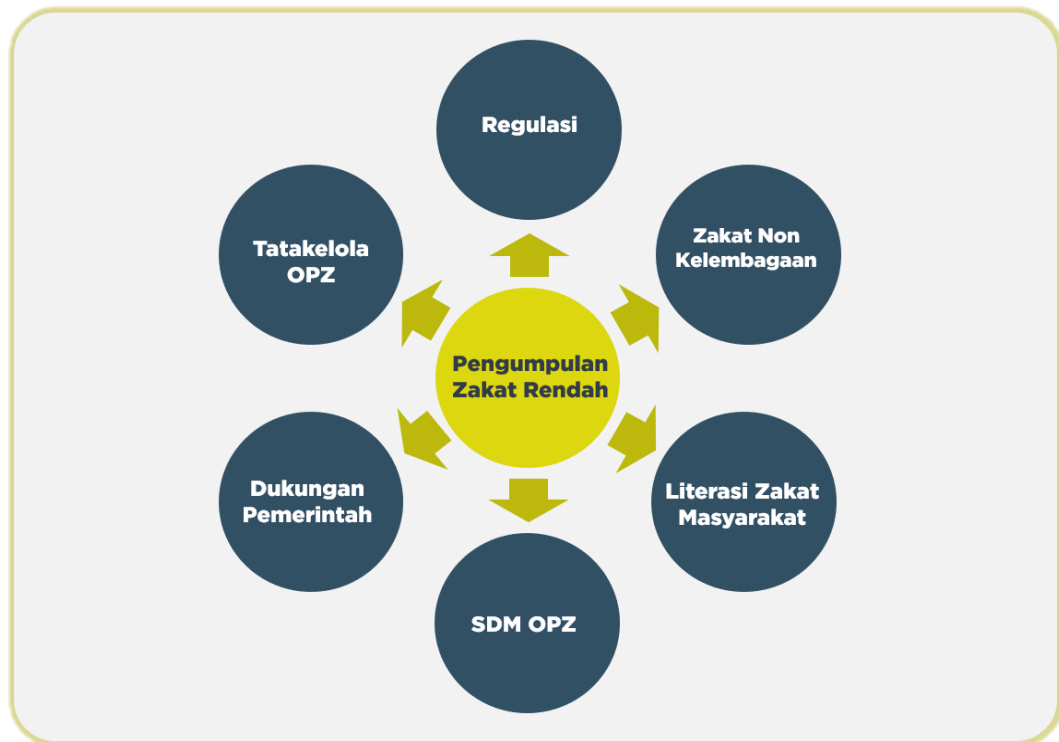 Regulasi
Tatakelola
OPZ
Zakat Non
Kelembagaan
Pengumpulan
Zakat Rendah
Dukungan
Pemerintah
Literasi Zakat
Masyarakat
SDM OPZ